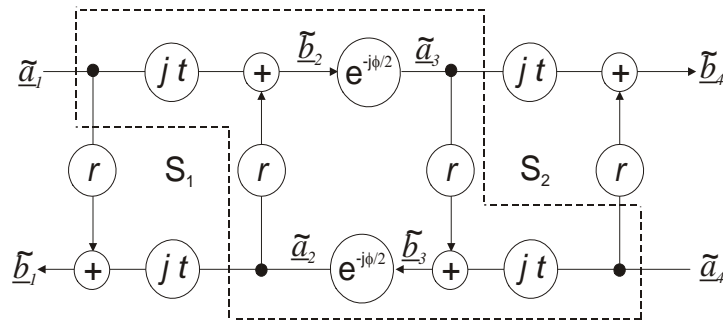 ã₁ j t + b̃₂ e^{-jϕ/2} ã₃ j t + b̃₄
r S₁ r r S₂ r
b̃₁ + j t ã₂ e^{-jϕ/2} b̃₃ + j t ã₄